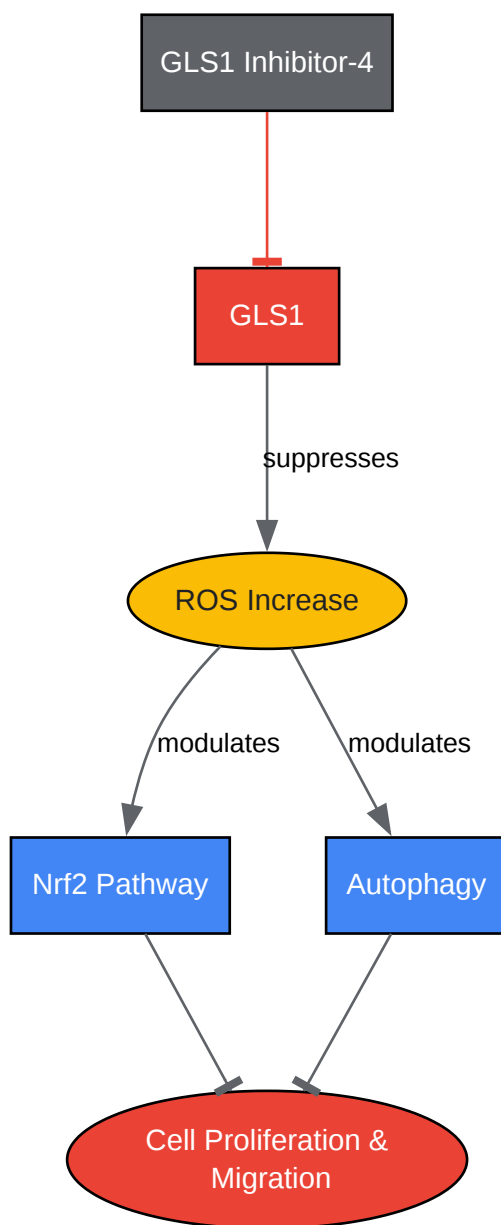 GLS1 Inhibitor-4
GLS1
suppresses
ROS Increase
modulates
modulates
Nrf2 Pathway
Autophagy
Cell Proliferation &
Migration